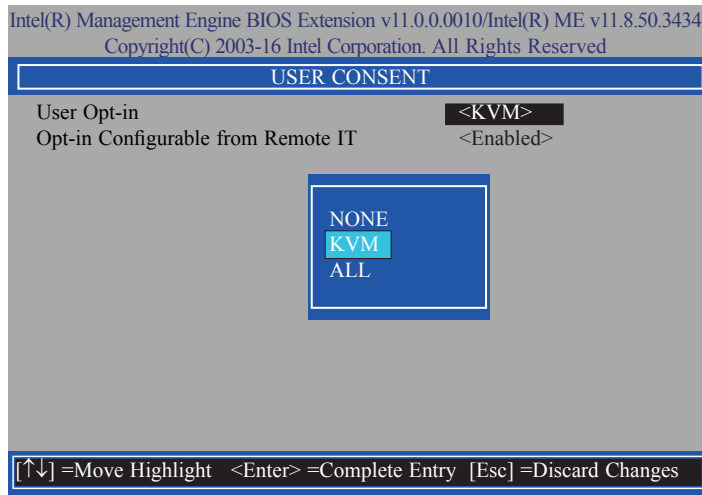 Intel(R) Management Engine BIOS Extension v11.0.0.0010/Intel(R) ME v11.8.50.3434
Copyright(C) 2003-16 Intel Corporation. All Rights Reserved
USER CONSENT
User Opt-in <KVM>
Opt-in Configurable from Remote IT <Enabled>
NONE
KVM
ALL
[↑↓] =Move Highlight <Enter> =Complete Entry [Esc] =Discard Changes